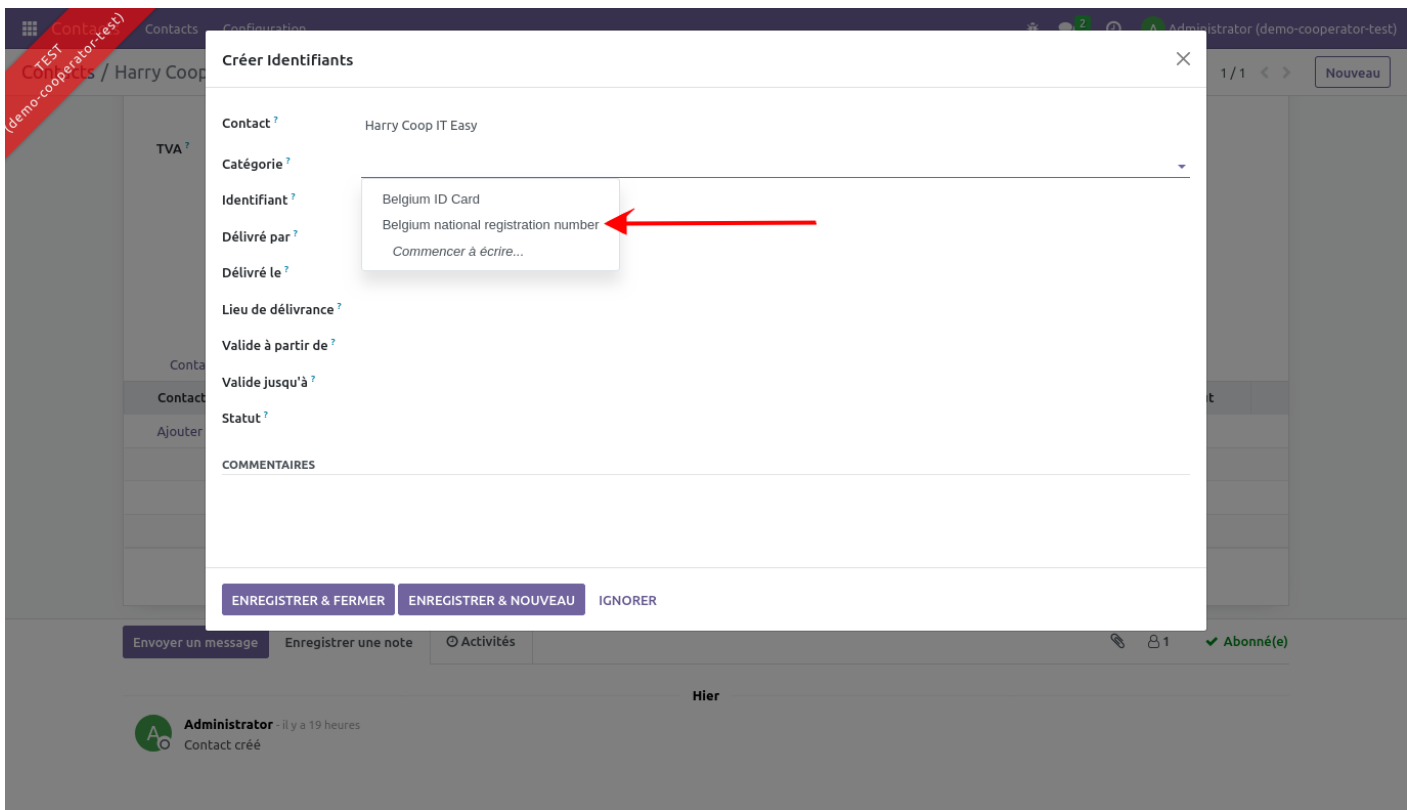 Contacts Contacts Configuration 2 A Administrator (demo-cooperator-test)
TEST
(demo-cooperator-test)
Contacts / Harry Coop 1 / 1 < > Nouveau
Créer Identifiants
Contact ? Harry Coop IT Easy
TVA ?
Catégorie ?
Identifiant ? Belgium ID Card
Belgium national registration number
Délivré par ?
Commencer à écrire...
Délivré le ?
Lieu de délivrance ?
Valide à partir de ?
Conta
Valide jusqu'à ?
Contact t
Statut ?
Ajouter
COMMENTAIRES
ENREGISTRER & FERMER ENREGISTRER & NOUVEAU IGNORER
Envoyer un message Enregistrer une note Activités 1 Abonné(e)
Hier
A Administrator - il y a 19 heures
Contact créé